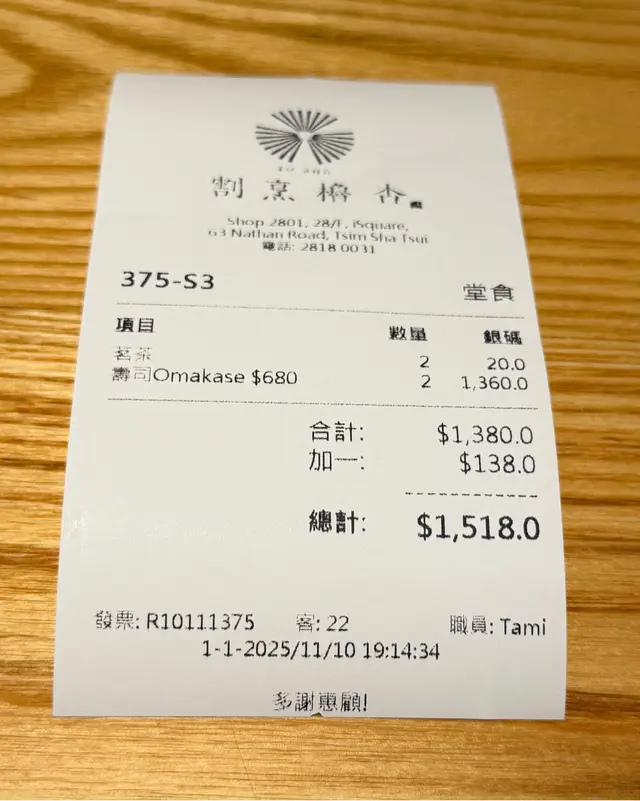 割烹櫓杏
Shop 2801, 28/F, iSquare,
63 Nathan Road, Tsim Sha Tsui
電話: 2818 0031
375-S3 堂食
項目 數量 銀碼
茗茶 2 20.0
壽司Omakase $680 2 1,360.0
合計: $1,380.0
加一: $138.0
總計: $1,518.0
發票: R10111375 客: 22 職員: Tami
1-1-2025/11/10 19:14:34
多謝惠顧!